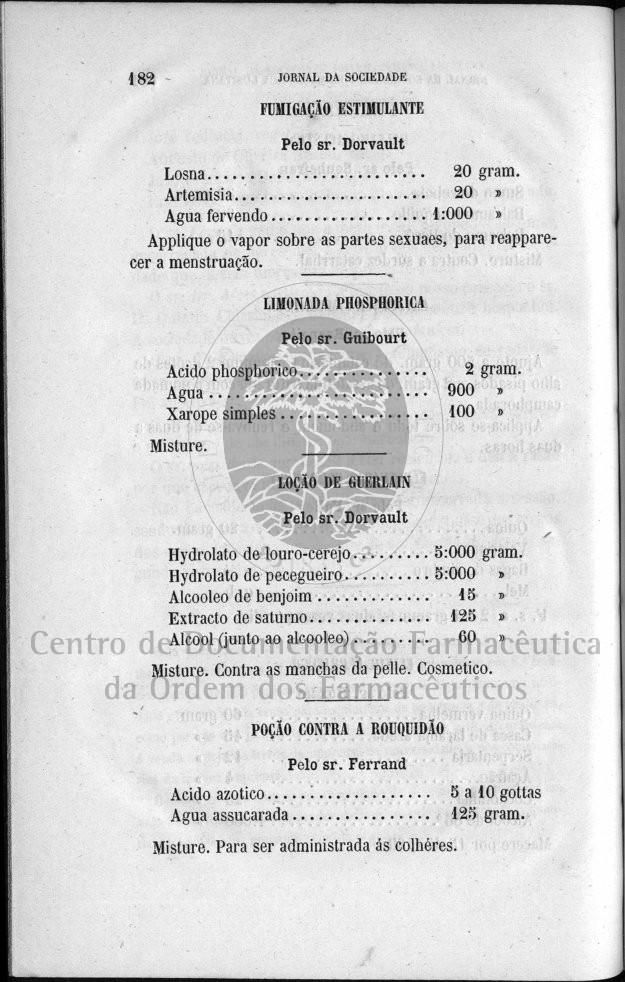 182 JORNAL DA SOCIEDADE
FUMIGAÇÃO ESTIMULANTE
Pelo sr. Dorvault
Losna...................... 20 gram.
Artemisia................... 20 »
Agua fervendo............... 1:000 »
Applique o vapor sobre as partes sexuaes, para reappare-
cer a menstruação.
LIMONADA PHOSPHORICA
Pelo sr. Guibourt
Acido phosphorico............ 2 gram.
Agua..................... 900 »
Xarope simples.............. 100 »
Misture.
LOÇÃO DE GUERLAIN
Pelo sr. Dorvault
Hydrolato de louro-cerejo......... 5:000 gram.
Hydrolato de pecegueiro.......... 5:000 »
Alcooleo de benjoim............ 15 »
Extracto de saturno............. 125 »
Alcool (junto ao alcooleo)......... 60 »
Centro de Documentação Farmacêutica
Misture. Contra as manchas da pelle. Cosmetico.
da Ordem dos Farmacêuticos
POÇÃO CONTRA A ROUQUIDÃO
Pelo sr. Ferrand
Acido azotico................. 5 a 10 gottas
Agua assucarada.............. 125 gram.
Misture. Para ser administrada ás colhéres.